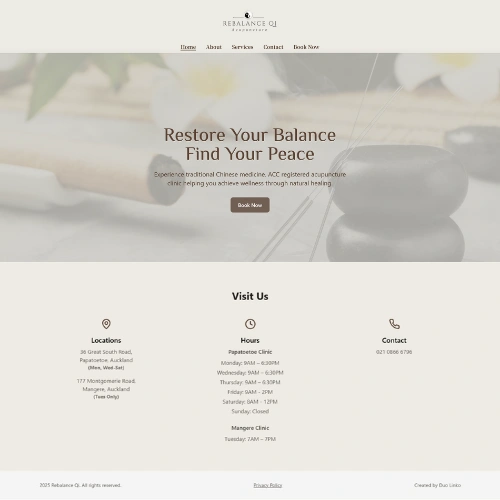 REBALANCE QI
Acupuncture
Home About Services Contact Book Now
Restore Your Balance
Find Your Peace
Experience traditional Chinese medicine. ACC registered acupuncture
clinic helping you achieve wellness through natural healing.
Book Now
Visit Us
Locations
36 Great South Road,
Papatoetoe, Auckland
(Mon, Wed-Sat)
177 Montgomerie Road,
Mangere, Auckland
(Tues Only)
Hours
Papatoetoe Clinic
Monday: 9AM – 6:30PM
Wednesday: 9AM – 6:30PM
Thursday: 9AM – 6:30PM
Friday: 9AM – 2PM
Saturday: 8AM - 12PM
Sunday: Closed
Mangere Clinic
Tuesday: 7AM – 7PM
Contact
021 0866 6796
2025 Rebalance Qi. All rights reserved.
Privacy Policy
Created by Duo Lisko